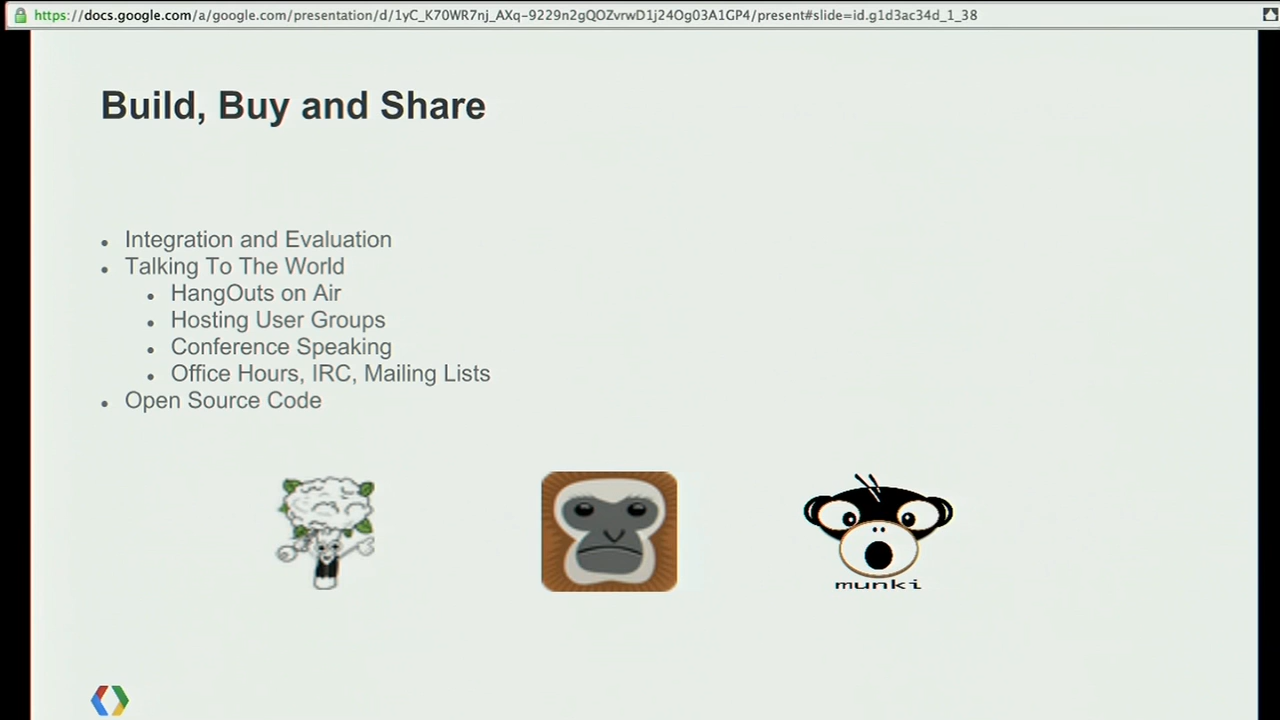 https://docs.google.com/a/google.com/presentation/d/1yC_K70WR7nj_AXq-9229n2gQOZvrwD1j24Og03A1GP4/present#slide=id.g1d3ac34d_1_38
Build, Buy and Share
Integration and Evaluation
Talking To The World
HangOuts on Air
Hosting User Groups
Conference Speaking
Office Hours, IRC, Mailing Lists
Open Source Code
munki